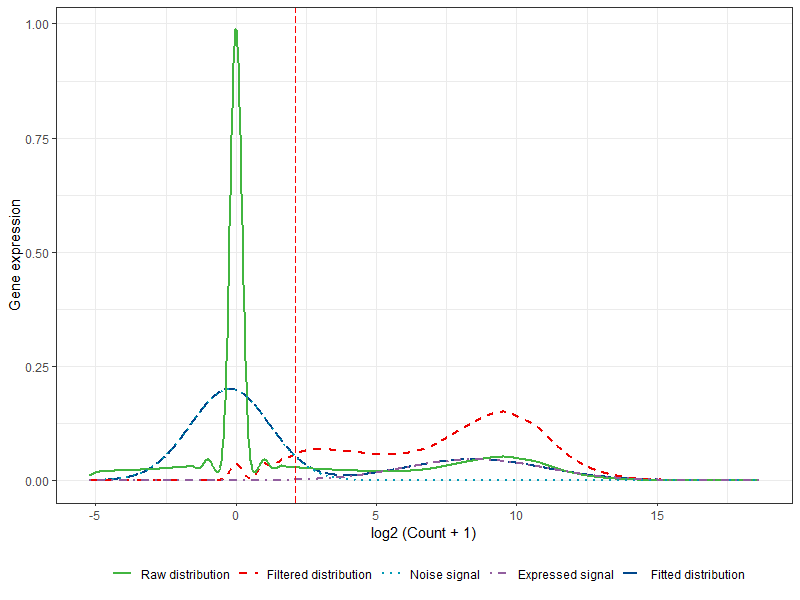 1.00
0.75
0.50
0.25
0.00
Gene expression
-5
0
5
10
15
log2 (Count + 1)
Raw distribution
Filtered distribution
Noise signal
Expressed signal
Fitted distribution